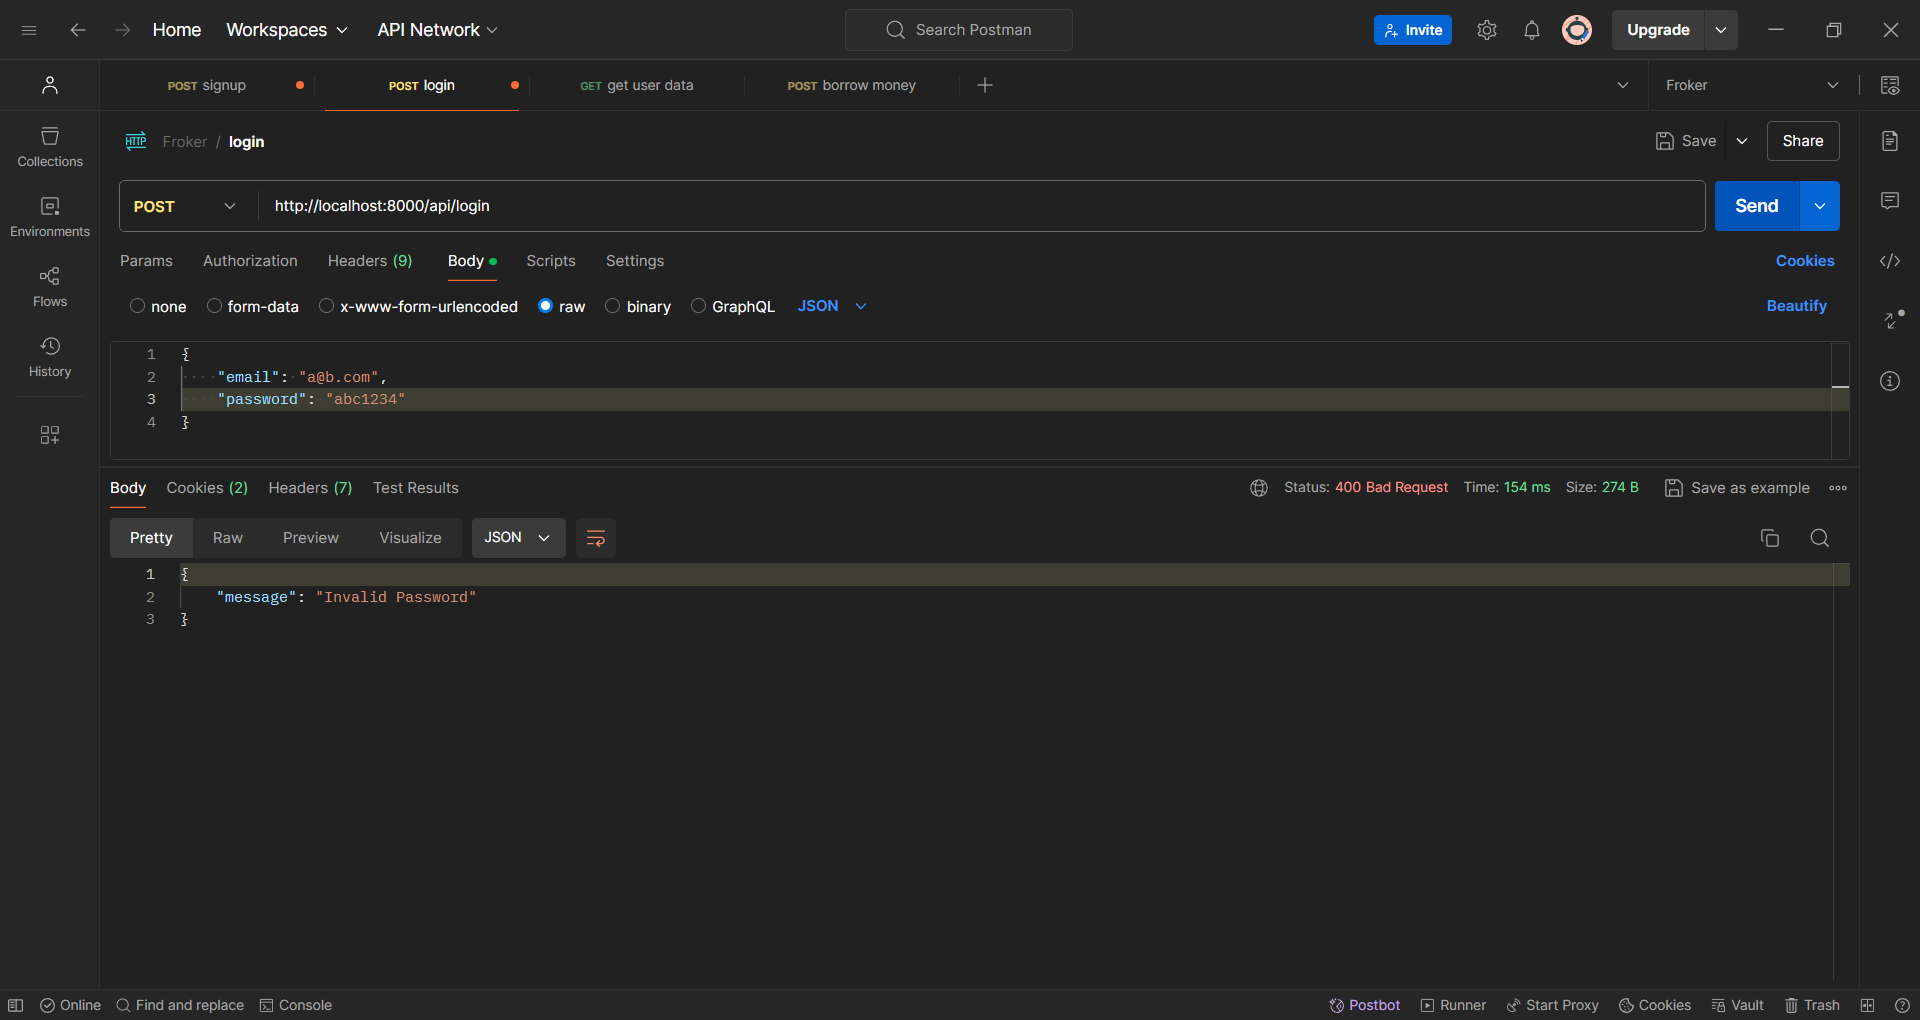 Home Workspaces API Network Search Postman Invite Upgrade
POST signup POST login GET get user data POST borrow money Froker
HTTP Froker / login Save Share
Collections
Environments
Flows
History
POST http://localhost:8000/api/login Send
Params Authorization Headers (9) Body Scripts Settings Cookies
none form-data x-www-form-urlencoded raw binary GraphQL JSON Beautify
1 {
2 "email": "a@b.com",
3 "password": "abc1234"
4 }
Body Cookies (2) Headers (7) Test Results Status: 400 Bad Request Time: 154 ms Size: 274 B Save as example
Pretty Raw Preview Visualize JSON
1 {
2 "message": "Invalid Password"
3 }
Online Find and replace Console Postbot Runner Start Proxy Cookies Vault Trash